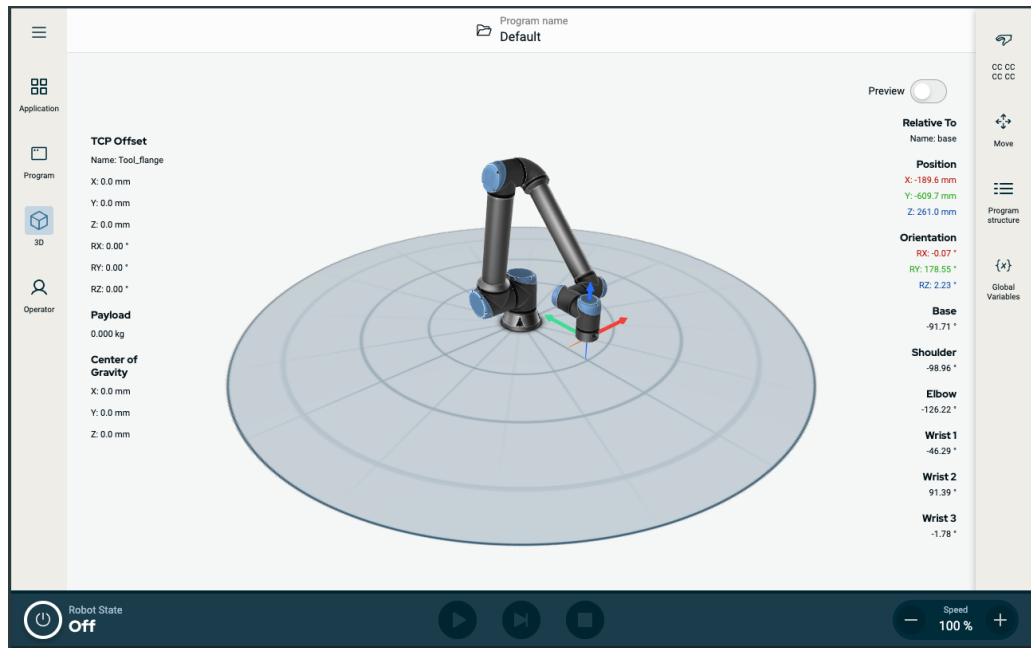 Program name
Default
Application
Program
3D
Operator
TCP Offset
Name: Tool_flange
X: 0.0 mm
Y: 0.0 mm
Z: 0.0 mm
RX: 0.00 °
RY: 0.00 °
RZ: 0.00 °
Payload
0.000 kg
Center of
Gravity
X: 0.0 mm
Y: 0.0 mm
Z: 0.0 mm
Preview
Relative To
Name: base
Position
X: -189.6 mm
Y: -609.7 mm
Z: 261.0 mm
Orientation
RX: -0.07 °
RY: 178.55 °
RZ: 2.23 °
Base
-91.71 °
Shoulder
-98.96 °
Elbow
-126.22 °
Wrist 1
-46.29 °
Wrist 2
91.39 °
Wrist 3
-1.78 °
CC CC
CC CC
Move
Program
structure
{x}
Global
Variables
Robot State
Off
Speed
100 %